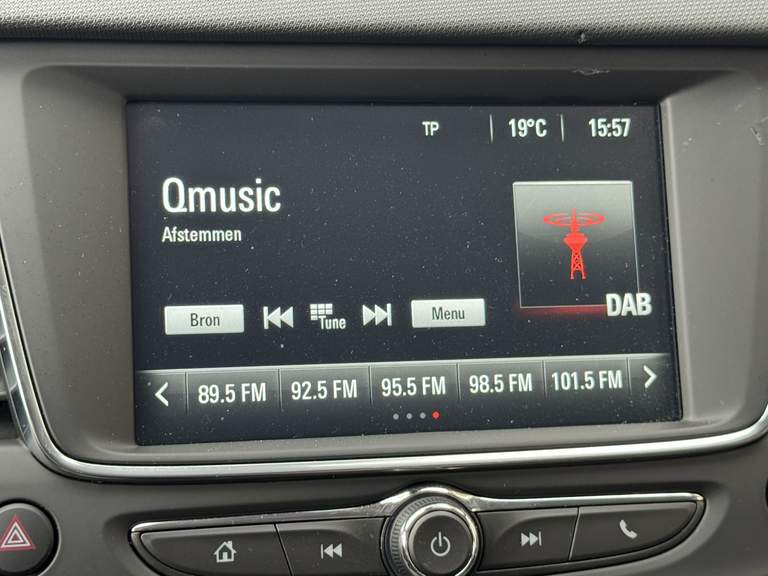 TP 19°C 15:57
Qmusic
Afstemmen
DAB
Bron Tune Menu
89.5 FM 92.5 FM 95.5 FM 98.5 FM 101.5 FM